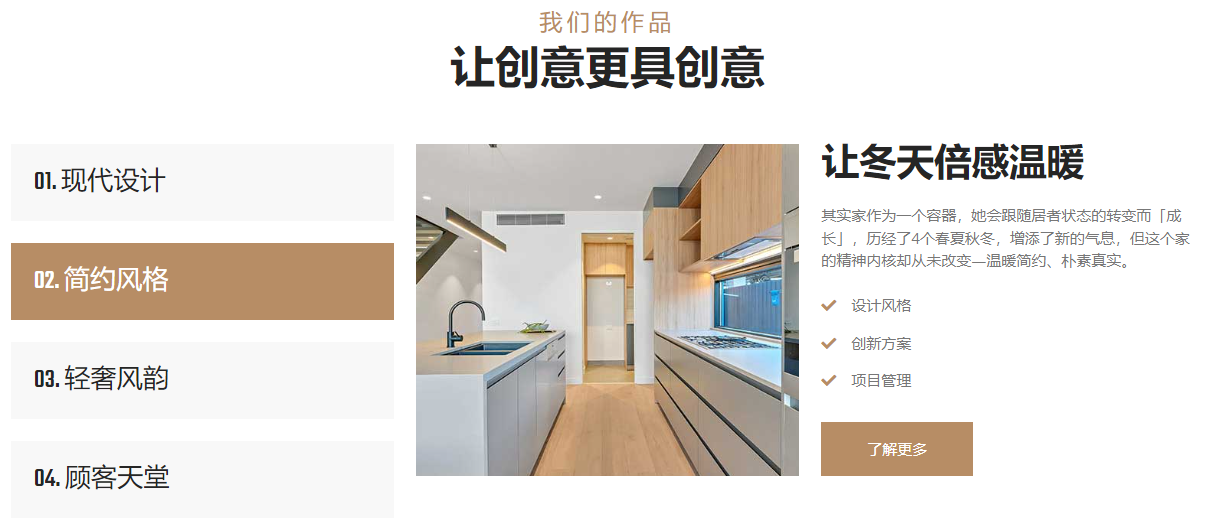 我们的作品
让创意更具创意
01. 现代设计
02. 简约风格
03. 轻奢风韵
04. 顾客天堂
让冬天倍感温暖
其实家作为一个容器，她会跟随居者状态的转变而「成
长」，历经了4个春夏秋冬，增添了新的气息，但这个家
的精神内核却从未改变—温暖简约、朴素真实。
设计风格
创新方案
项目管理
了解更多